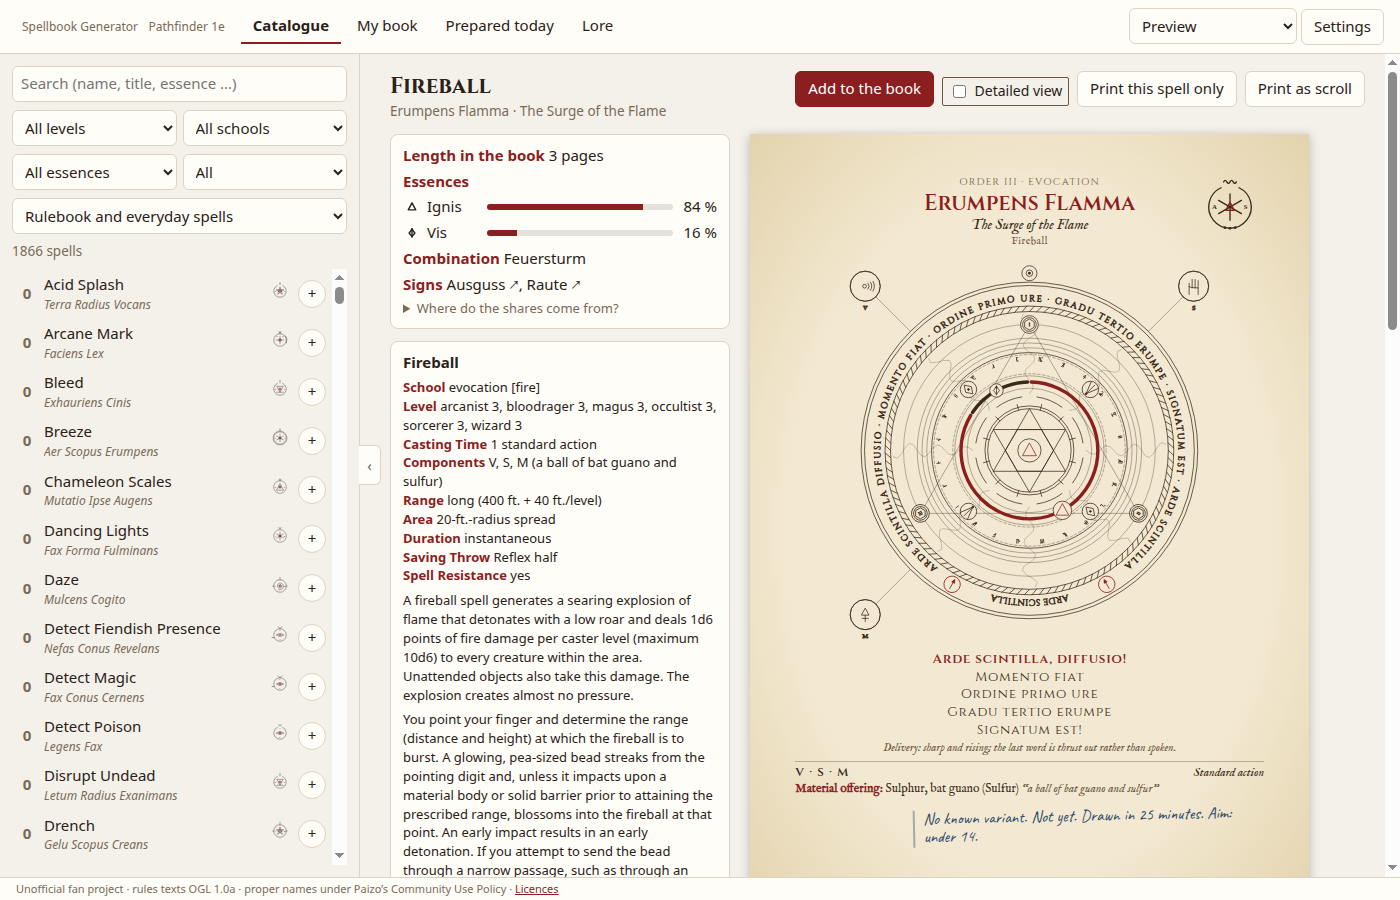 Spellbook Generator Pathfinder 1e Catalogue My book Prepared today Lore Preview Settings
Search (name, title, essence ...)
All levels All schools
All essences All
Rulebook and everyday spells
1866 spells
0 Acid Splash +
Terra Radius Vocans
0 Arcane Mark +
Faciens Lex
0 Bleed +
Exhauriens Cinis
0 Breeze +
Aer Scopus Erumpens
0 Chameleon Scales +
Mutatio Ipse Augens
0 Dancing Lights +
Fax Forma Fulminans
0 Daze +
Mulcens Cogito
0 Detect Fiendish Presence +
Nefas Conus Revelans
0 Detect Magic +
Fax Conus Cernens
0 Detect Poison +
Legens Fax
0 Disrupt Undead +
Letum Radius Exanimans
0 Drench +
Gelu Scopus Creans
‹
Fireball
Erumpens Flamma · The Surge of the Flame
Add to the book Detailed view Print this spell only Print as scroll
Length in the book 3 pages
Essences
Ignis 84 %
Vis 16 %
Combination Feuersturm
Signs Ausguss ↗, Raute ↗
Where do the shares come from?
Fireball
School evocation [fire]
Level arcanist 3, bloodrager 3, magus 3, occultist 3,
sorcerer 3, wizard 3
Casting Time 1 standard action
Components V, S, M (a ball of bat guano and
sulfur)
Range long (400 ft. + 40 ft./level)
Area 20-ft.-radius spread
Duration instantaneous
Saving Throw Reflex half
Spell Resistance yes
A fireball spell generates a searing explosion of
flame that detonates with a low roar and deals 1d6
points of fire damage per caster level (maximum
10d6) to every creature within the area.
Unattended objects also take this damage. The
explosion creates almost no pressure.
You point your finger and determine the range
(distance and height) at which the fireball is to
burst. A glowing, pea-sized bead streaks from the
pointing digit and, unless it impacts upon a
material body or solid barrier prior to attaining the
prescribed range, blossoms into the fireball at that
point. An early impact results in an early
detonation. If you attempt to send the bead
through a narrow passage, such as through an
ORDER III · EVOCATION
Erumpens Flamma
The Surge of the Flame
Fireball
A S
V
S
M
ARDE SCINTILLA DIFFUSIO · MOMENTO FIAT · ORDINE PRIMO URE · GRADU TERTIO ERUMPE · SIGNATUM EST · ARDE SCINTILLA
ARDE SCINTILLA
Arde scintilla, diffusio!
Momento fiat
Ordine primo ure
Gradu tertio erumpe
Signatum est!
Delivery: sharp and rising; the last word is thrust out rather than spoken.
V · S · M Standard action
Material offering: Sulphur, bat guano (Sulfur) “a ball of bat guano and sulfur”
No known variant. Not yet. Drawn in 25 minutes. Aim:
under 14.
Unofficial fan project · rules texts OGL 1.0a · proper names under Paizo’s Community Use Policy · Licences